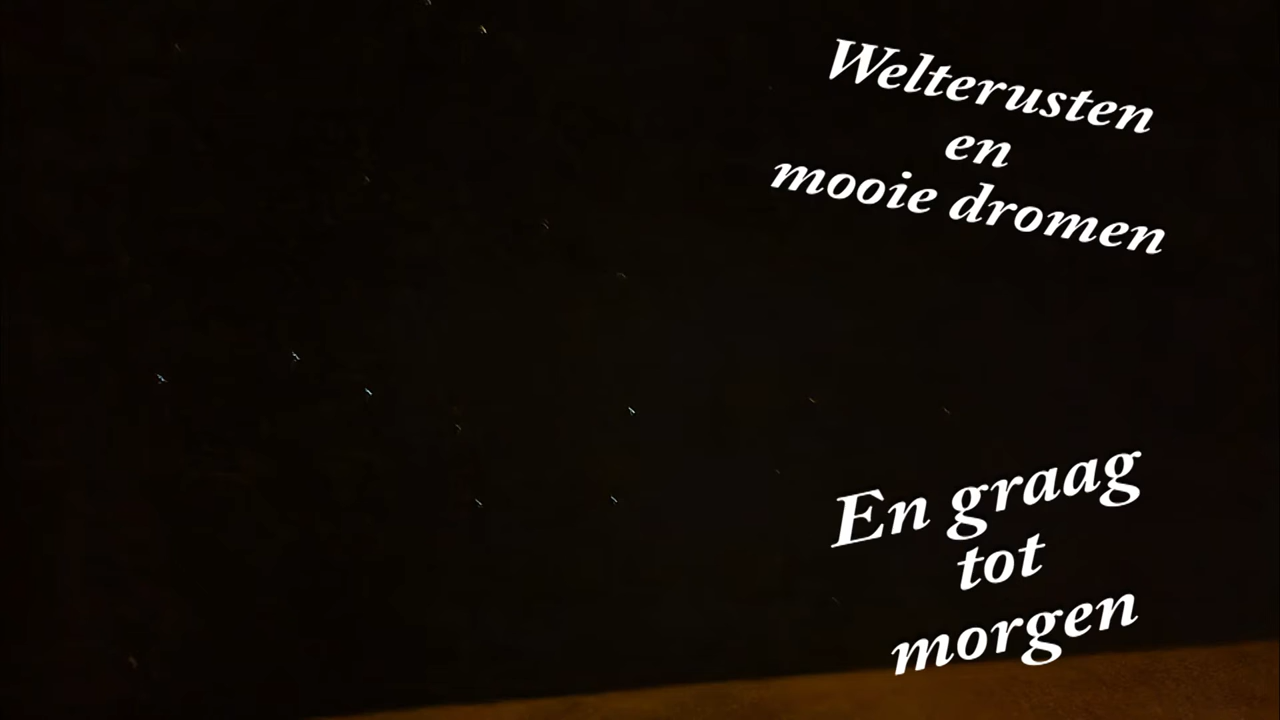 Welterusten
en
mooie dromen
En graag
tot
morgen